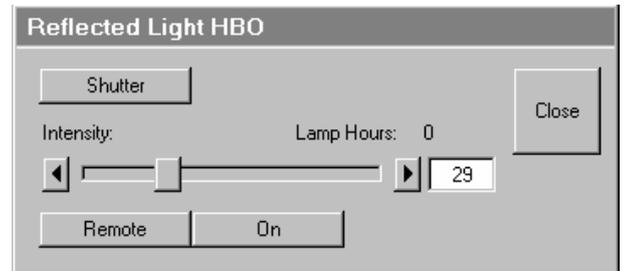 Reflected Light HBO
Shutter
Close
Intensity: Lamp Hours: 0
29
Remote On